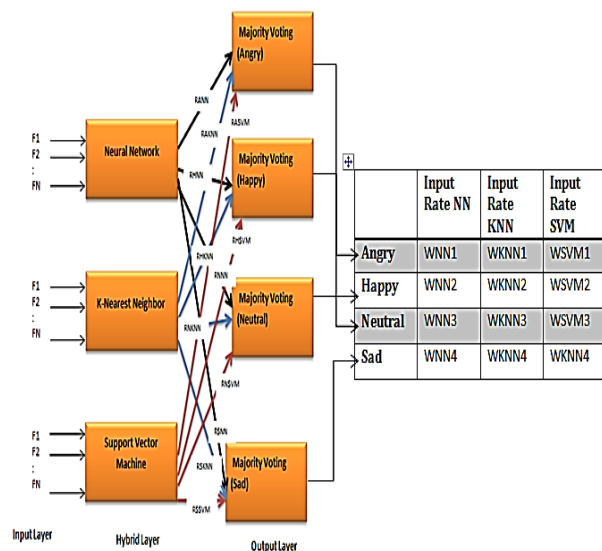 Majority Voting
(Angry)
Majority Voting
(Happy)
Majority Voting
(Neutral)
Majority Voting
(Sad)
F1
F2
:
FN
Neural Network
F1
F2
:
FN
K-Nearest Neighbor
F1
F2
:
FN
Support Vector
Machine
RANN
RAKNN
RASVM
RHNN
RHKNN
RHSVM
RNNN
RNKNN
RNSVM
RSNN
RSKNN
RSSVM
Input Layer
Hybrid Layer
Output Layer
Input Rate NN
Input Rate KNN
Input Rate SVM
Angry WNN1 WKNN1 WSVM1
Happy WNN2 WKNN2 WSVM2
Neutral WNN3 WKNN3 WSVM3
Sad WNN4 WKNN4 WKNN4